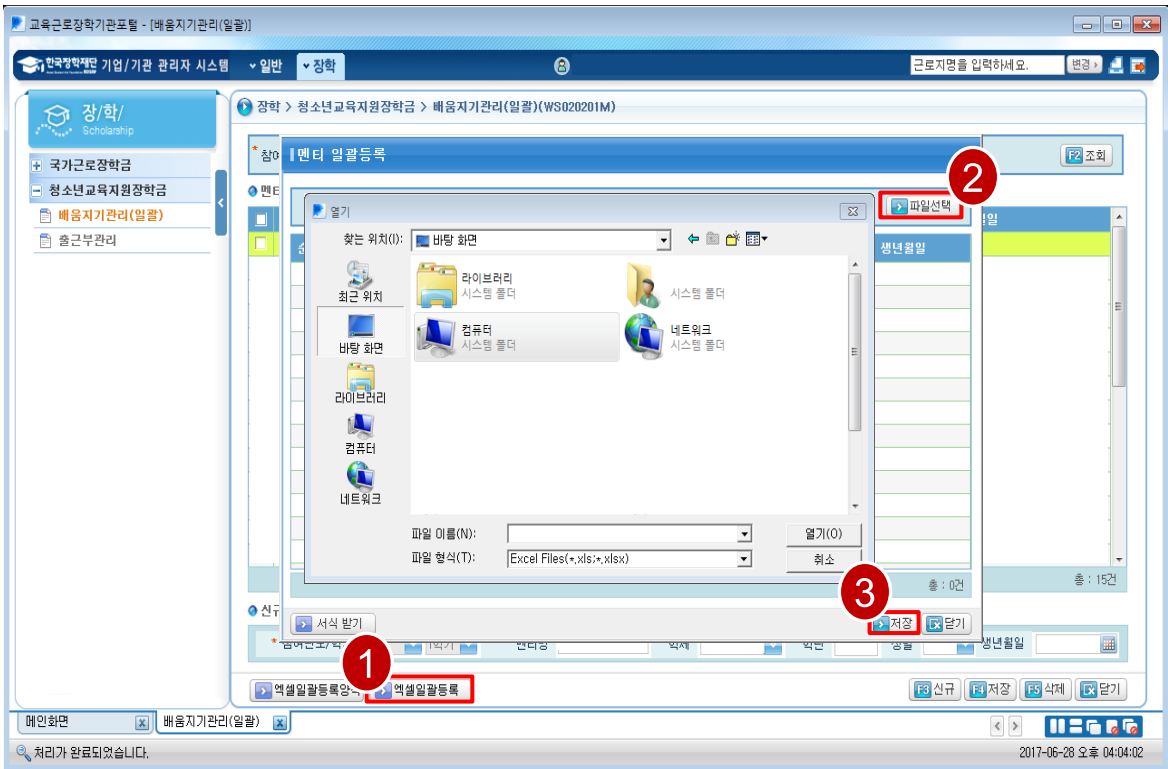 교육근로장학기관포털 - [배움지기관리(일괄)]
한국장학재단 기업/기관 관리자 시스템
일반
장학
근로지명을 입력하세요.
변경
장/학/
Scholarship
장학 > 청소년교육지원장학금 > 배움지기관리(일괄)(WS020201M)
국가근로장학금
청소년교육지원장학금
배움지기관리(일괄)
출근부관리
멘티 일괄등록
F2 조회
2
파일선택
열기
찾는 위치(I):
바탕 화면
생년월일
최근 위치
바탕 화면
라이브러리
컴퓨터
네트워크
라이브러리
시스템 폴더
시스템 폴더
컴퓨터
시스템 폴더
네트워크
시스템 폴더
파일 이름(N):
열기(O)
파일 형식(T):
Excel Files(*.xls;*.xlsx)
취소
총 : 0건
총 : 15건
3
서식 받기
저장
닫기
생년월일
1
엑셀일괄등록
F3 신규
F4 저장
F5 삭제
닫기
메인화면
배움지기관리(일괄)
처리가 완료되었습니다.
2017-06-28 오후 04:04:02